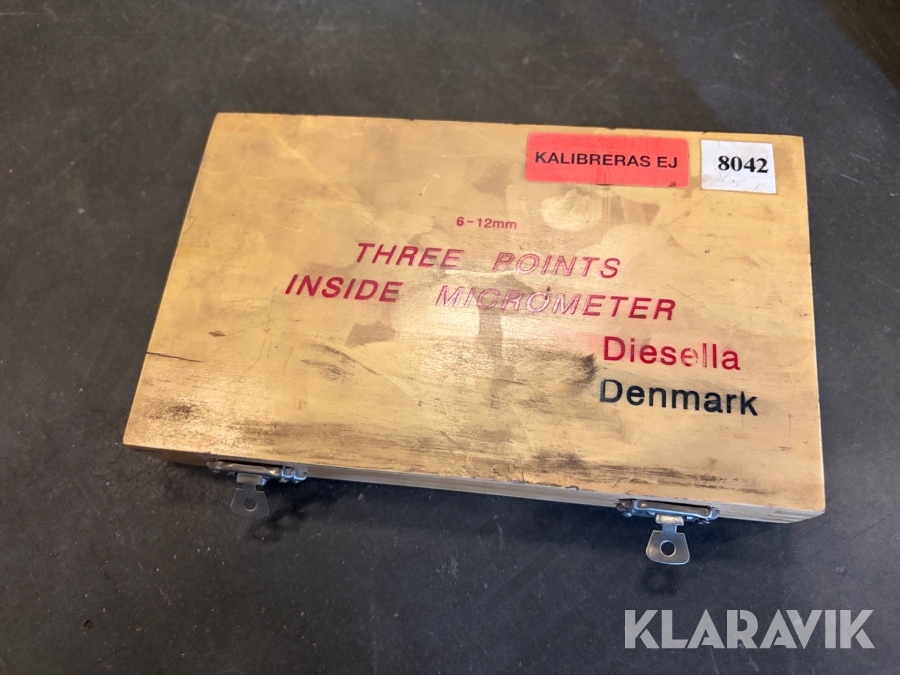 KALIBRERAS EJ
8042
6-12mm
THREE POINTS
INSIDE MICROMETER
Diesella
Denmark
KLARAVIK